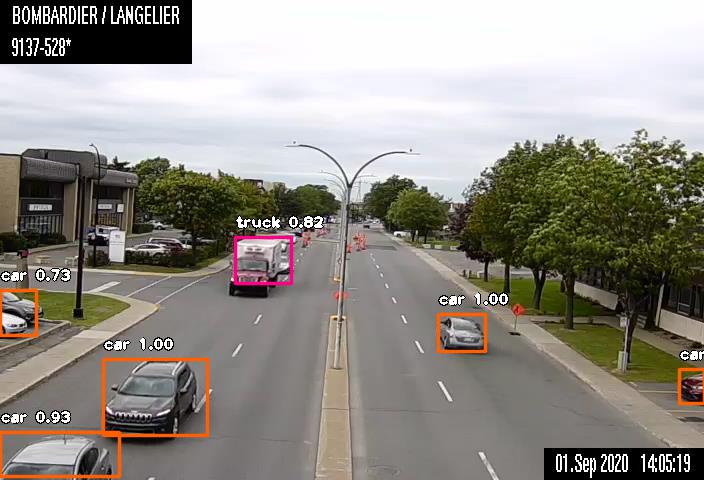 BOMBARDIER / LANGELIER
9137-528*
truck 0.82
car 0.73
car 1.00
car 1.00
car
car 0.93
01.Sep 2020 14:05:19